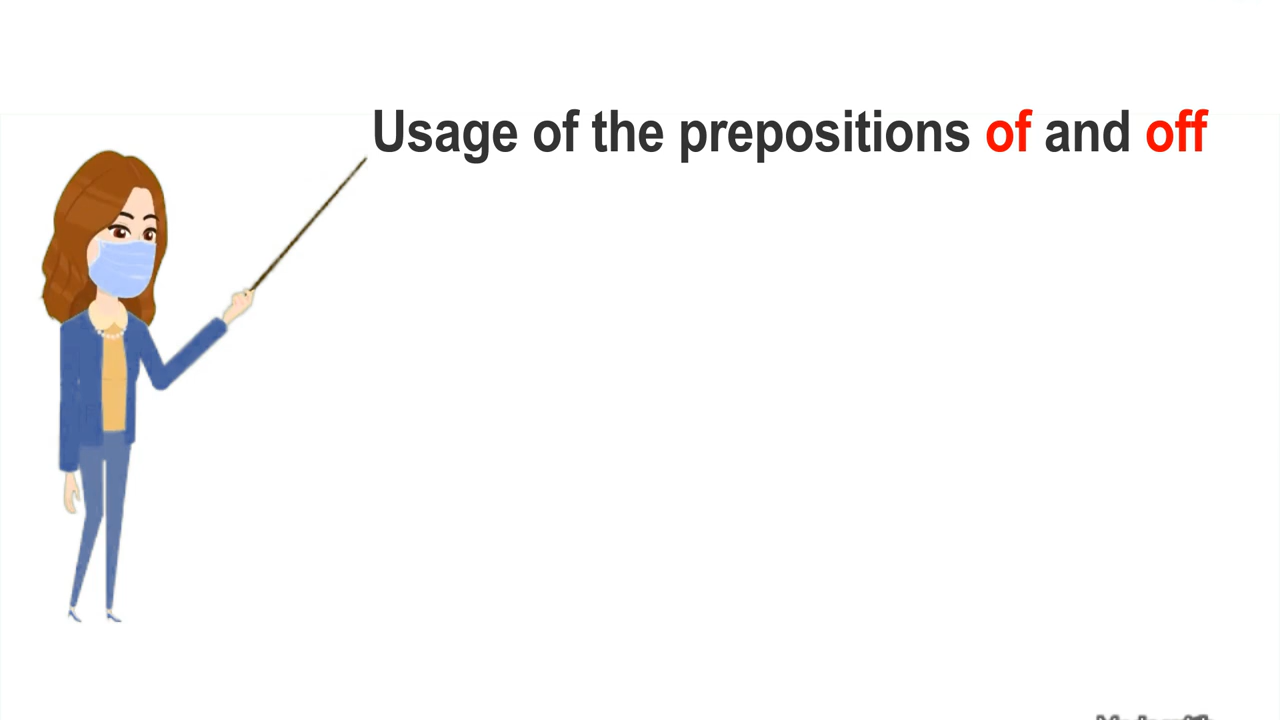 Usage of the prepositions of and off